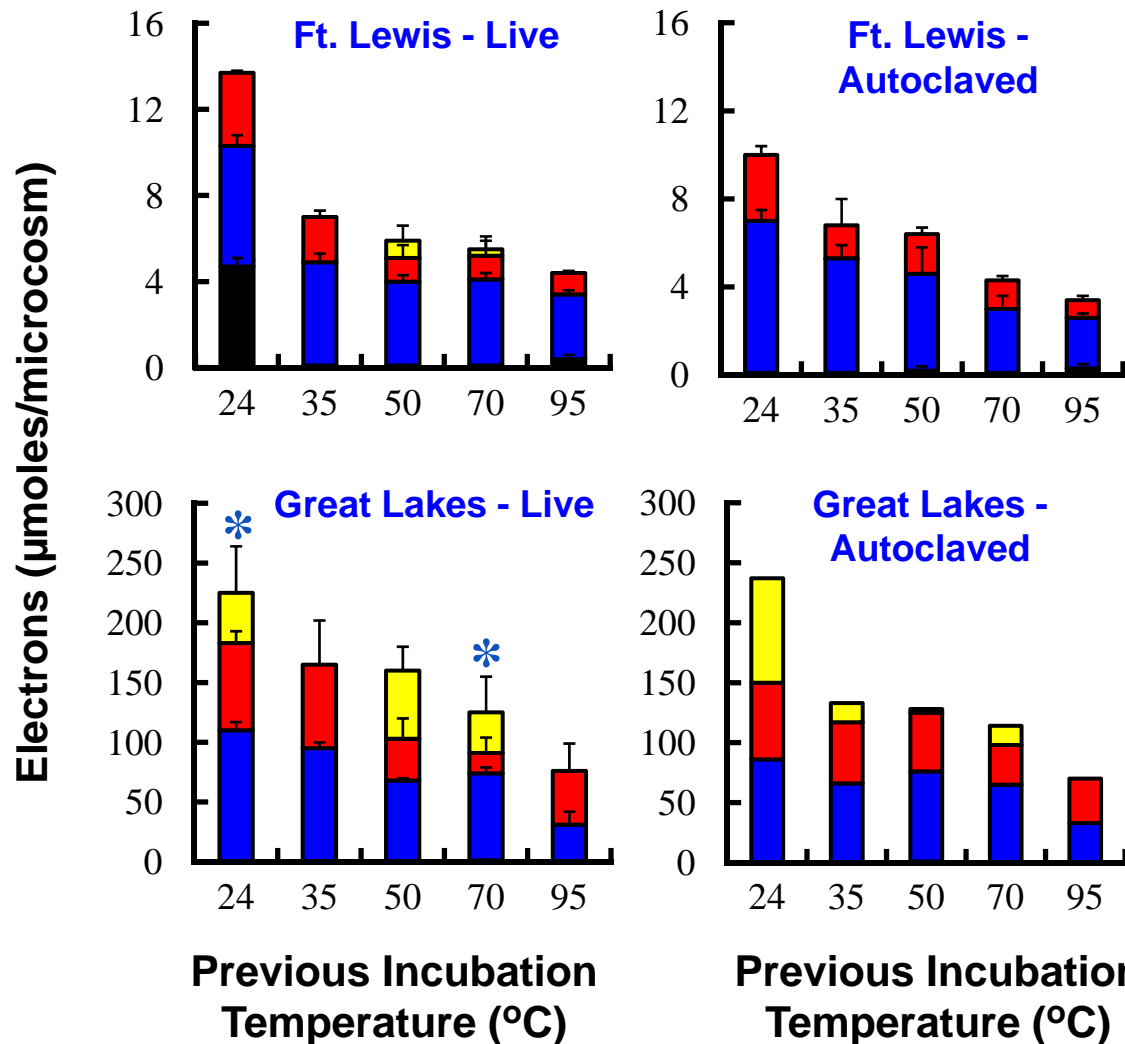 Electrons (µmoles/microcosm)
Ft. Lewis - Live
16
12
8
4
0
24 35 50 70 95
Ft. Lewis -
Autoclaved
16
12
8
4
0
24 35 50 70 95
Great Lakes - Live
300
250
200
150
100
50
0
*
*
24 35 50 70 95
Previous Incubation
Temperature (ºC)
Great Lakes -
Autoclaved
300
250
200
150
100
50
0
24 35 50 70 95
Previous Incubation
Temperature (ºC)